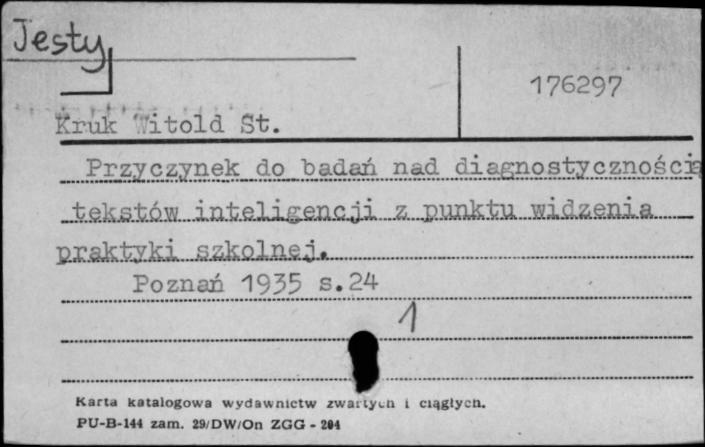 Jesty
176297
Kruk Witold St.
Przyczynek do badań nad diagnostycznością
tekstów inteligencji z punktu widzenia
praktyki szkolnej.
Poznań 1935 s.24
1
Karta katalogowa wydawnictw zwartych i ciągłych.
PU-B-144 zam. 29/DW/On ZGG - 204